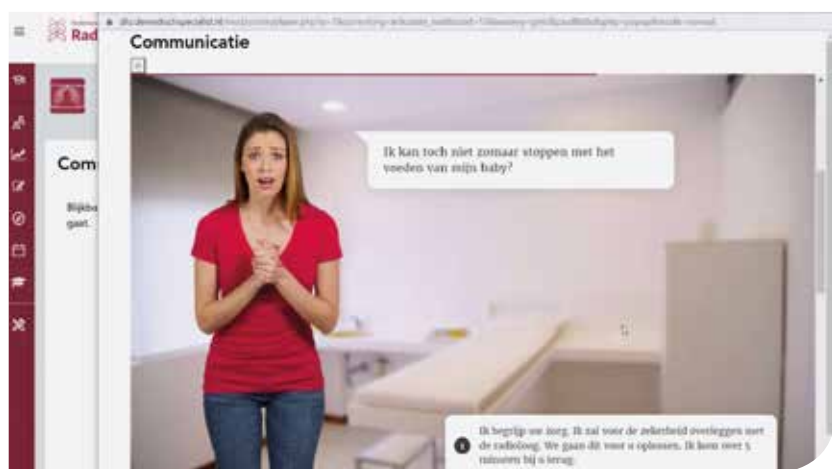 Communicatie
Rad
Com
gaat.
Ik kan toch niet zomaar stoppen met het
voeden van mijn baby?
Ik begrijp uw zorg. Ik zal voor de zekerheid overleggen met
de radioloog. We gaan dit voor u oplossen. Ik kom over 5
minuten bij u terug.